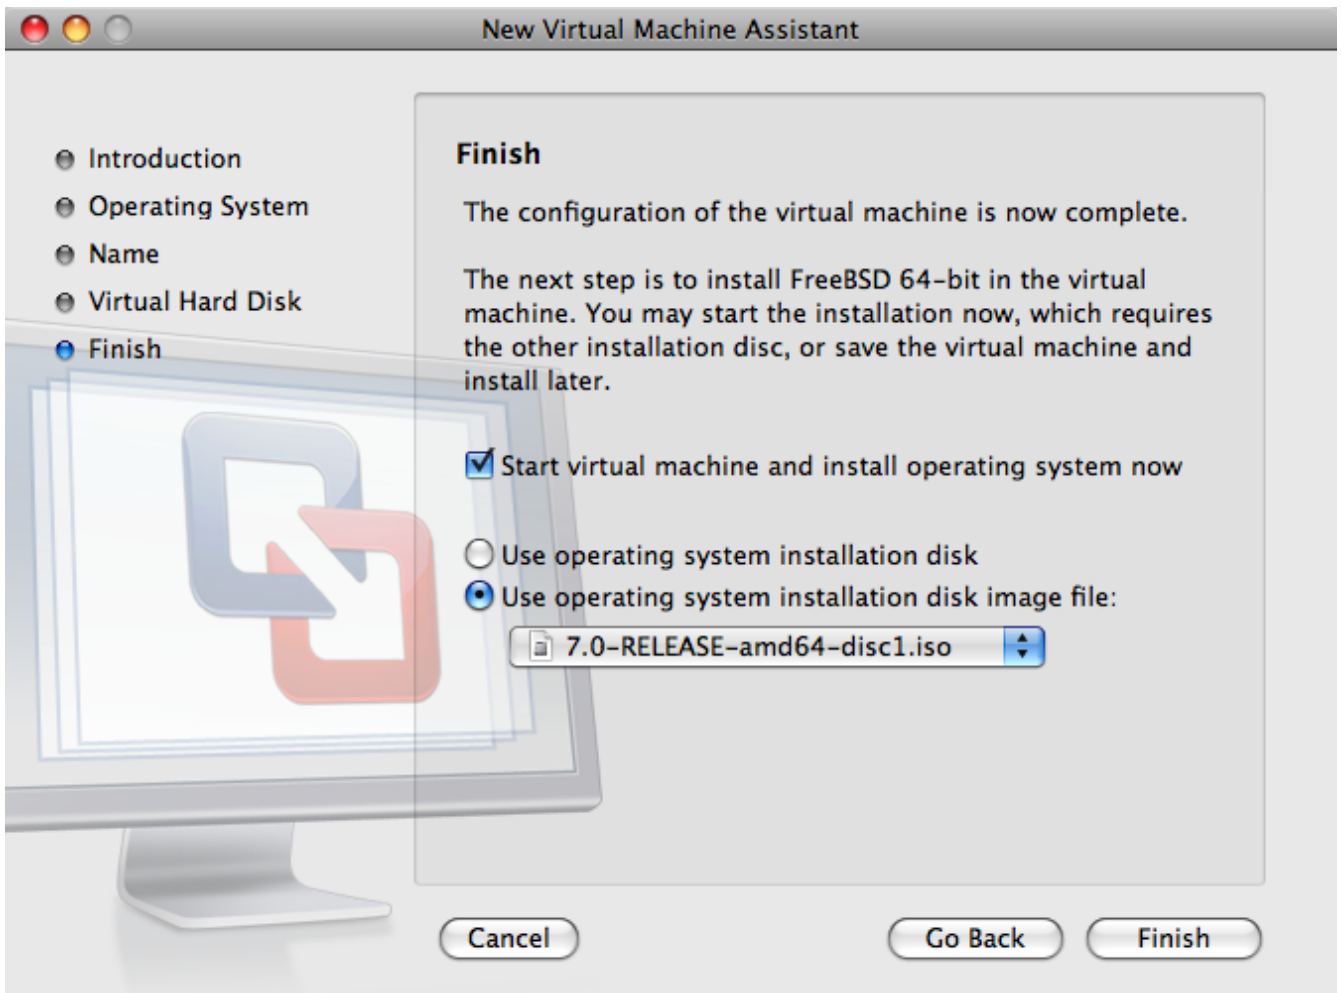 New Virtual Machine Assistant
Introduction
Operating System
Name
Virtual Hard Disk
Finish
Finish
The configuration of the virtual machine is now complete.
The next step is to install FreeBSD 64-bit in the virtual
machine. You may start the installation now, which requires
the other installation disc, or save the virtual machine and
install later.
Start virtual machine and install operating system now
Use operating system installation disk
Use operating system installation disk image file:
7.0-RELEASE-amd64-disc1.iso
Cancel
Go Back
Finish